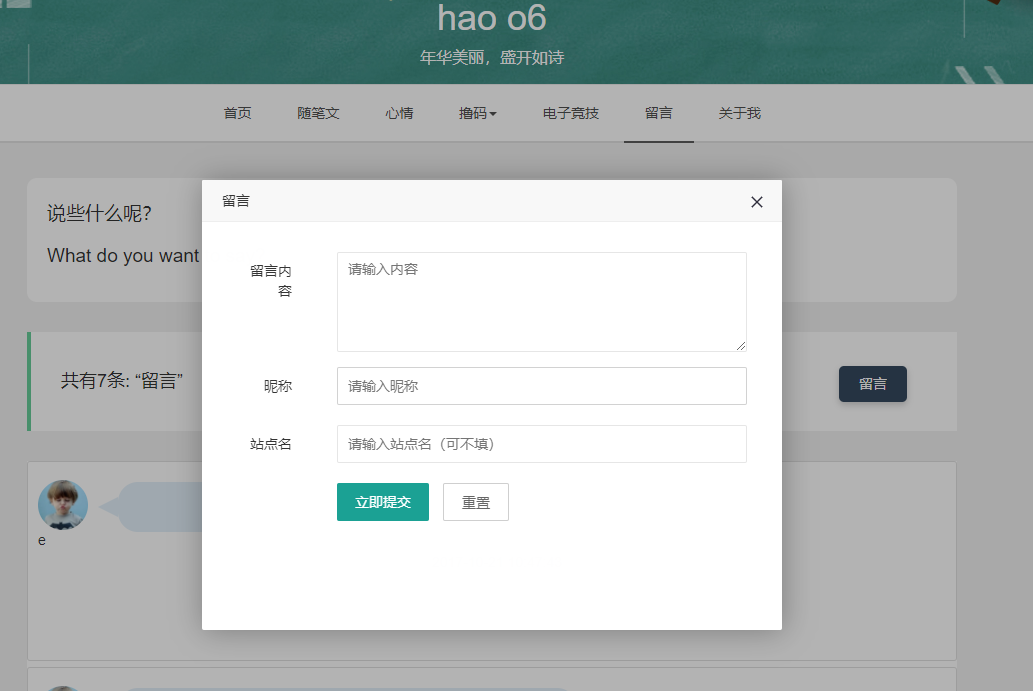 hao o6
年华美丽，盛开如诗
首页 随笔文 心情 撸码 电子竞技 留言 关于我
说些什么呢?
What do you want
留言
留言内
容
请输入内容
昵称
请输入昵称
站点名
请输入站点名（可不填）
立即提交 重置
共有7条: “留言”
留言
e